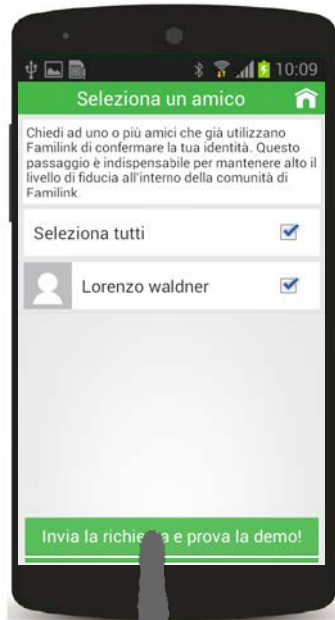 10:09
Seleziona un amico
Chiedi ad uno o più amici che già utilizzano
Familink di confermare la tua identità. Questo
passaggio è indispensabile per mantenere alto il
livello di fiducia all'interno della comunità di
Familink.
Seleziona tutti
Lorenzo waldner
Invia la richiesta e prova la demo!